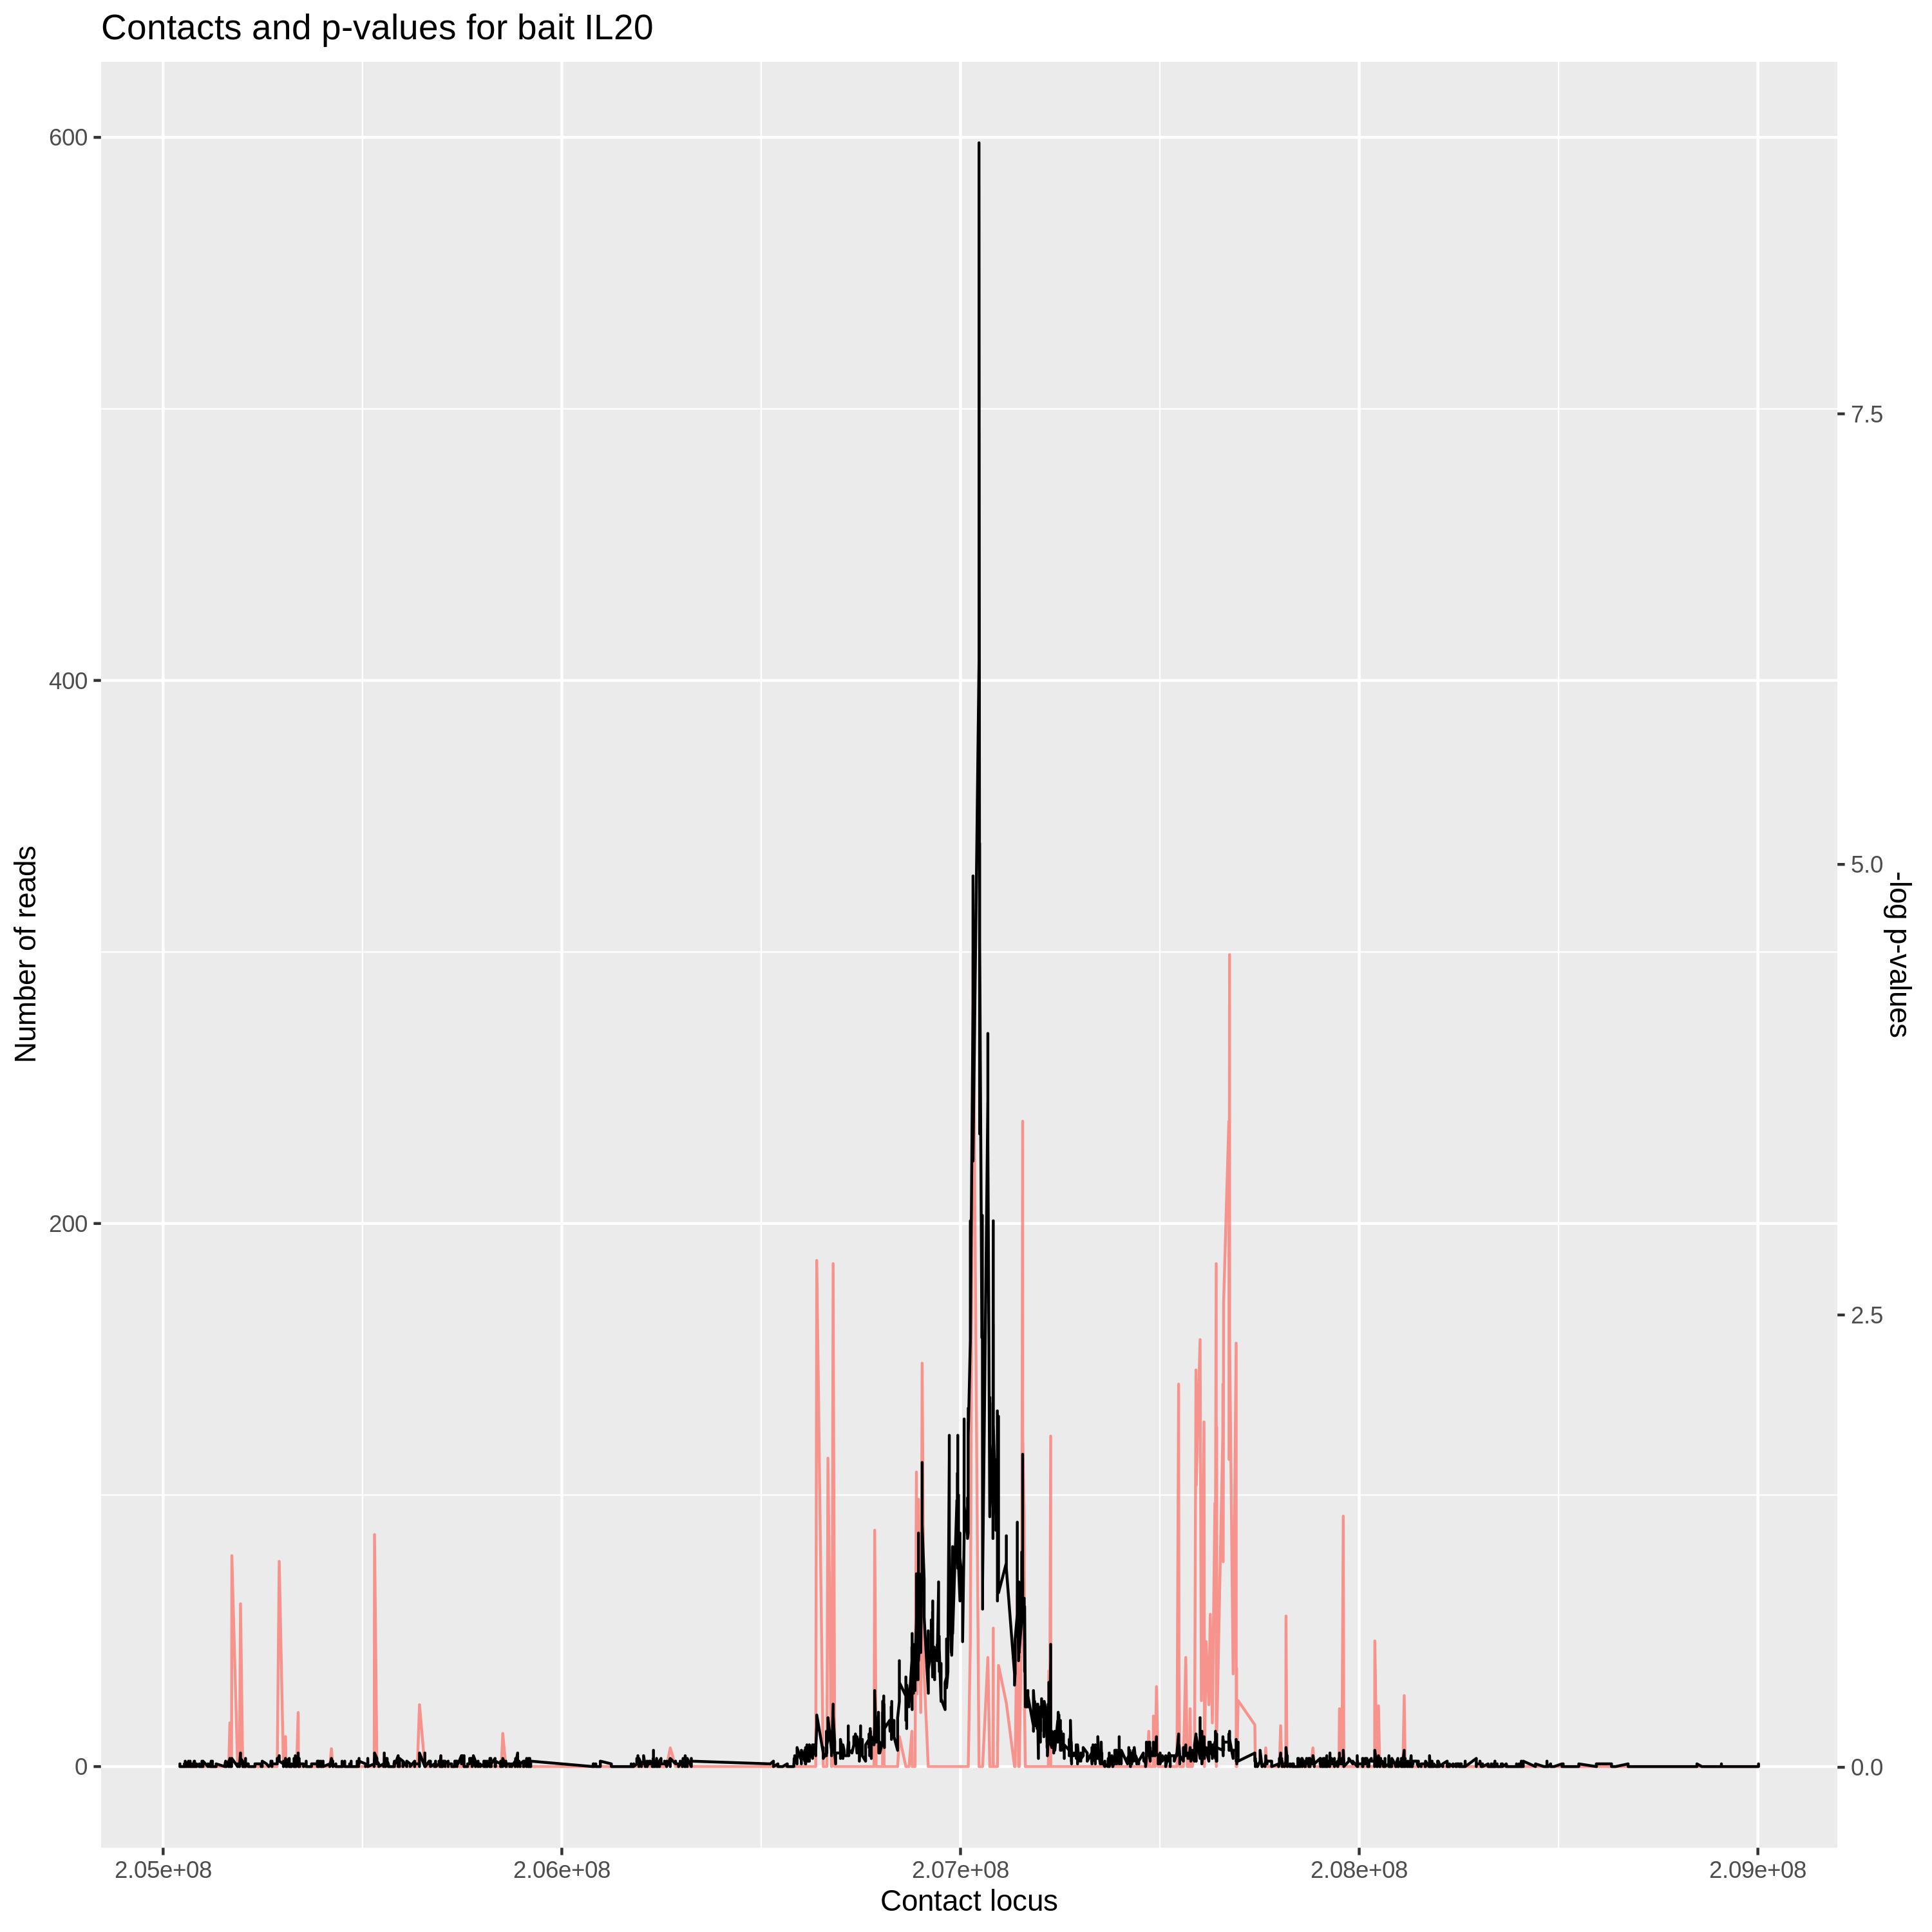 Contacts and p-values for bait IL20
600
400
200
0
Number of reads
7.5
5.0
2.5
0.0
-log p-values
2.05e+08 2.06e+08 2.07e+08 2.08e+08 2.09e+08
Contact locus